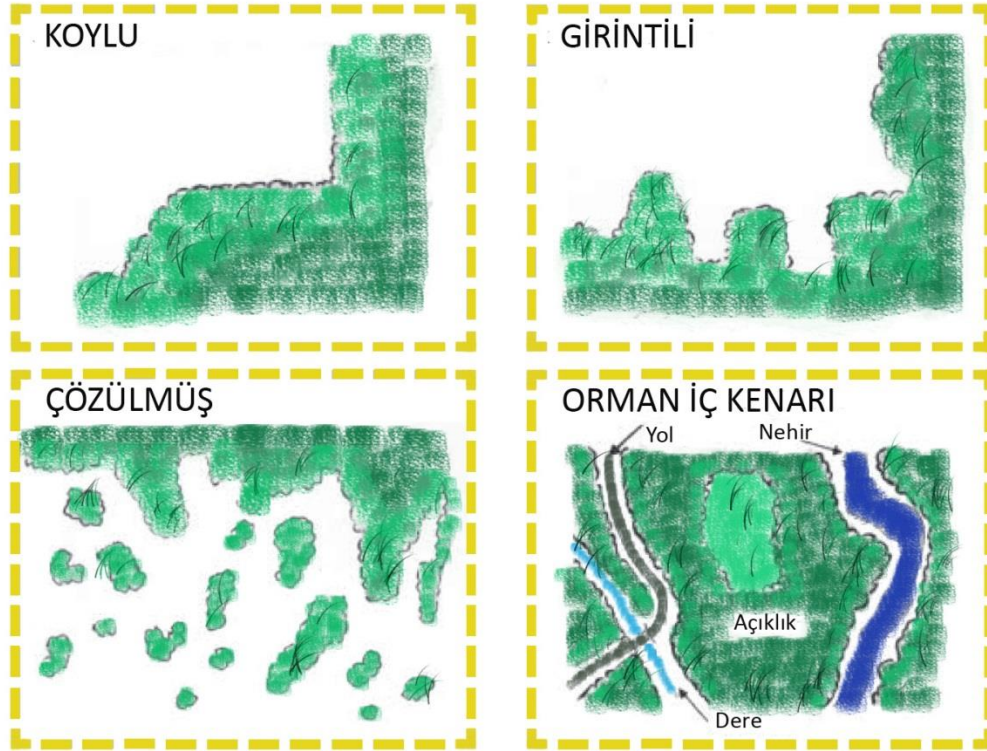 KOYLU
GİRİNTİLİ
ÇÖZÜLMÜŞ
ORMAN İÇ KENARI
Yol
Nehir
Açıklık
Dere